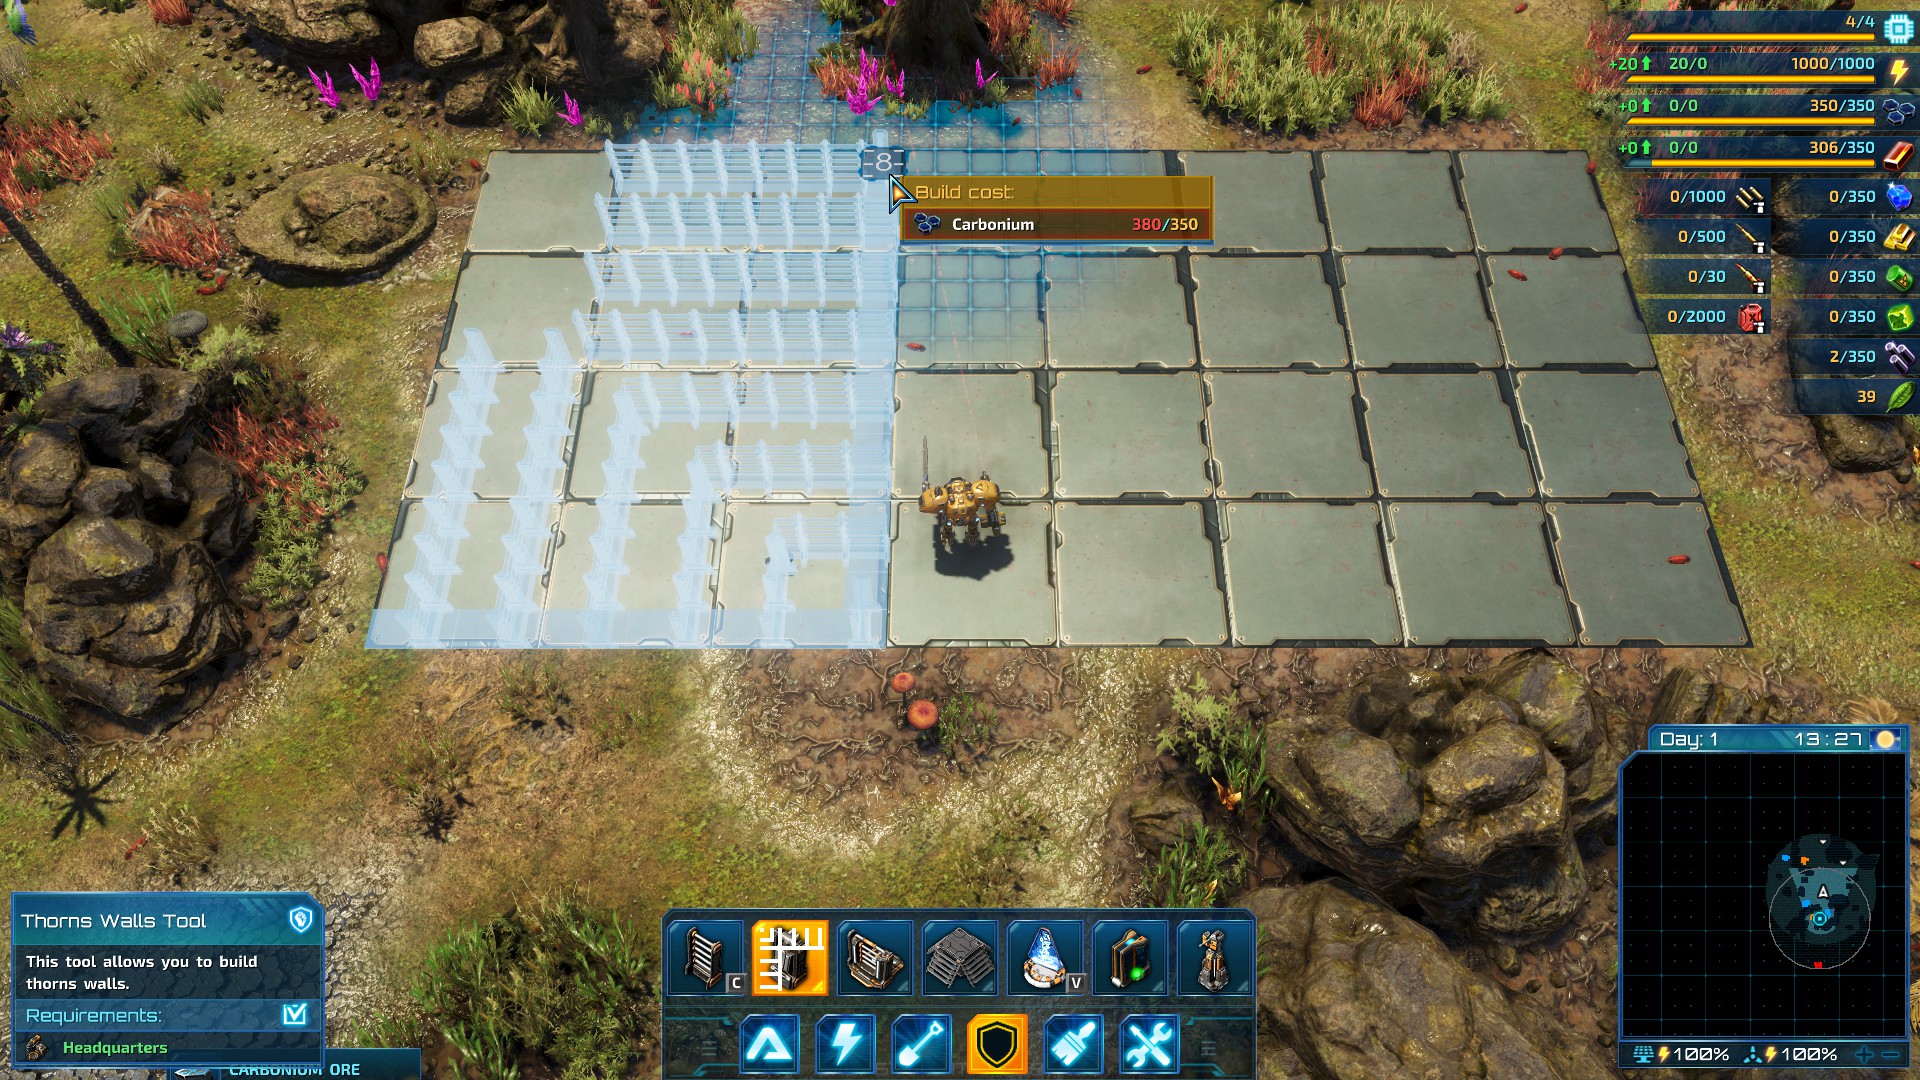 4/4
+20 20/0 1000/1000
+0 0/0 350/350
+0 0/0 306/350
0/1000 0/350
0/500 0/350
0/30 0/350
0/2000 0/350
2/350
39
-8-
Build cost:
Carbonium 380/350
Day: 1 13:27
A
Thorns Walls Tool
This tool allows you to build
thorns walls.
Requirements:
Headquarters
CARBONIUM ORE
C
V
100% 100%